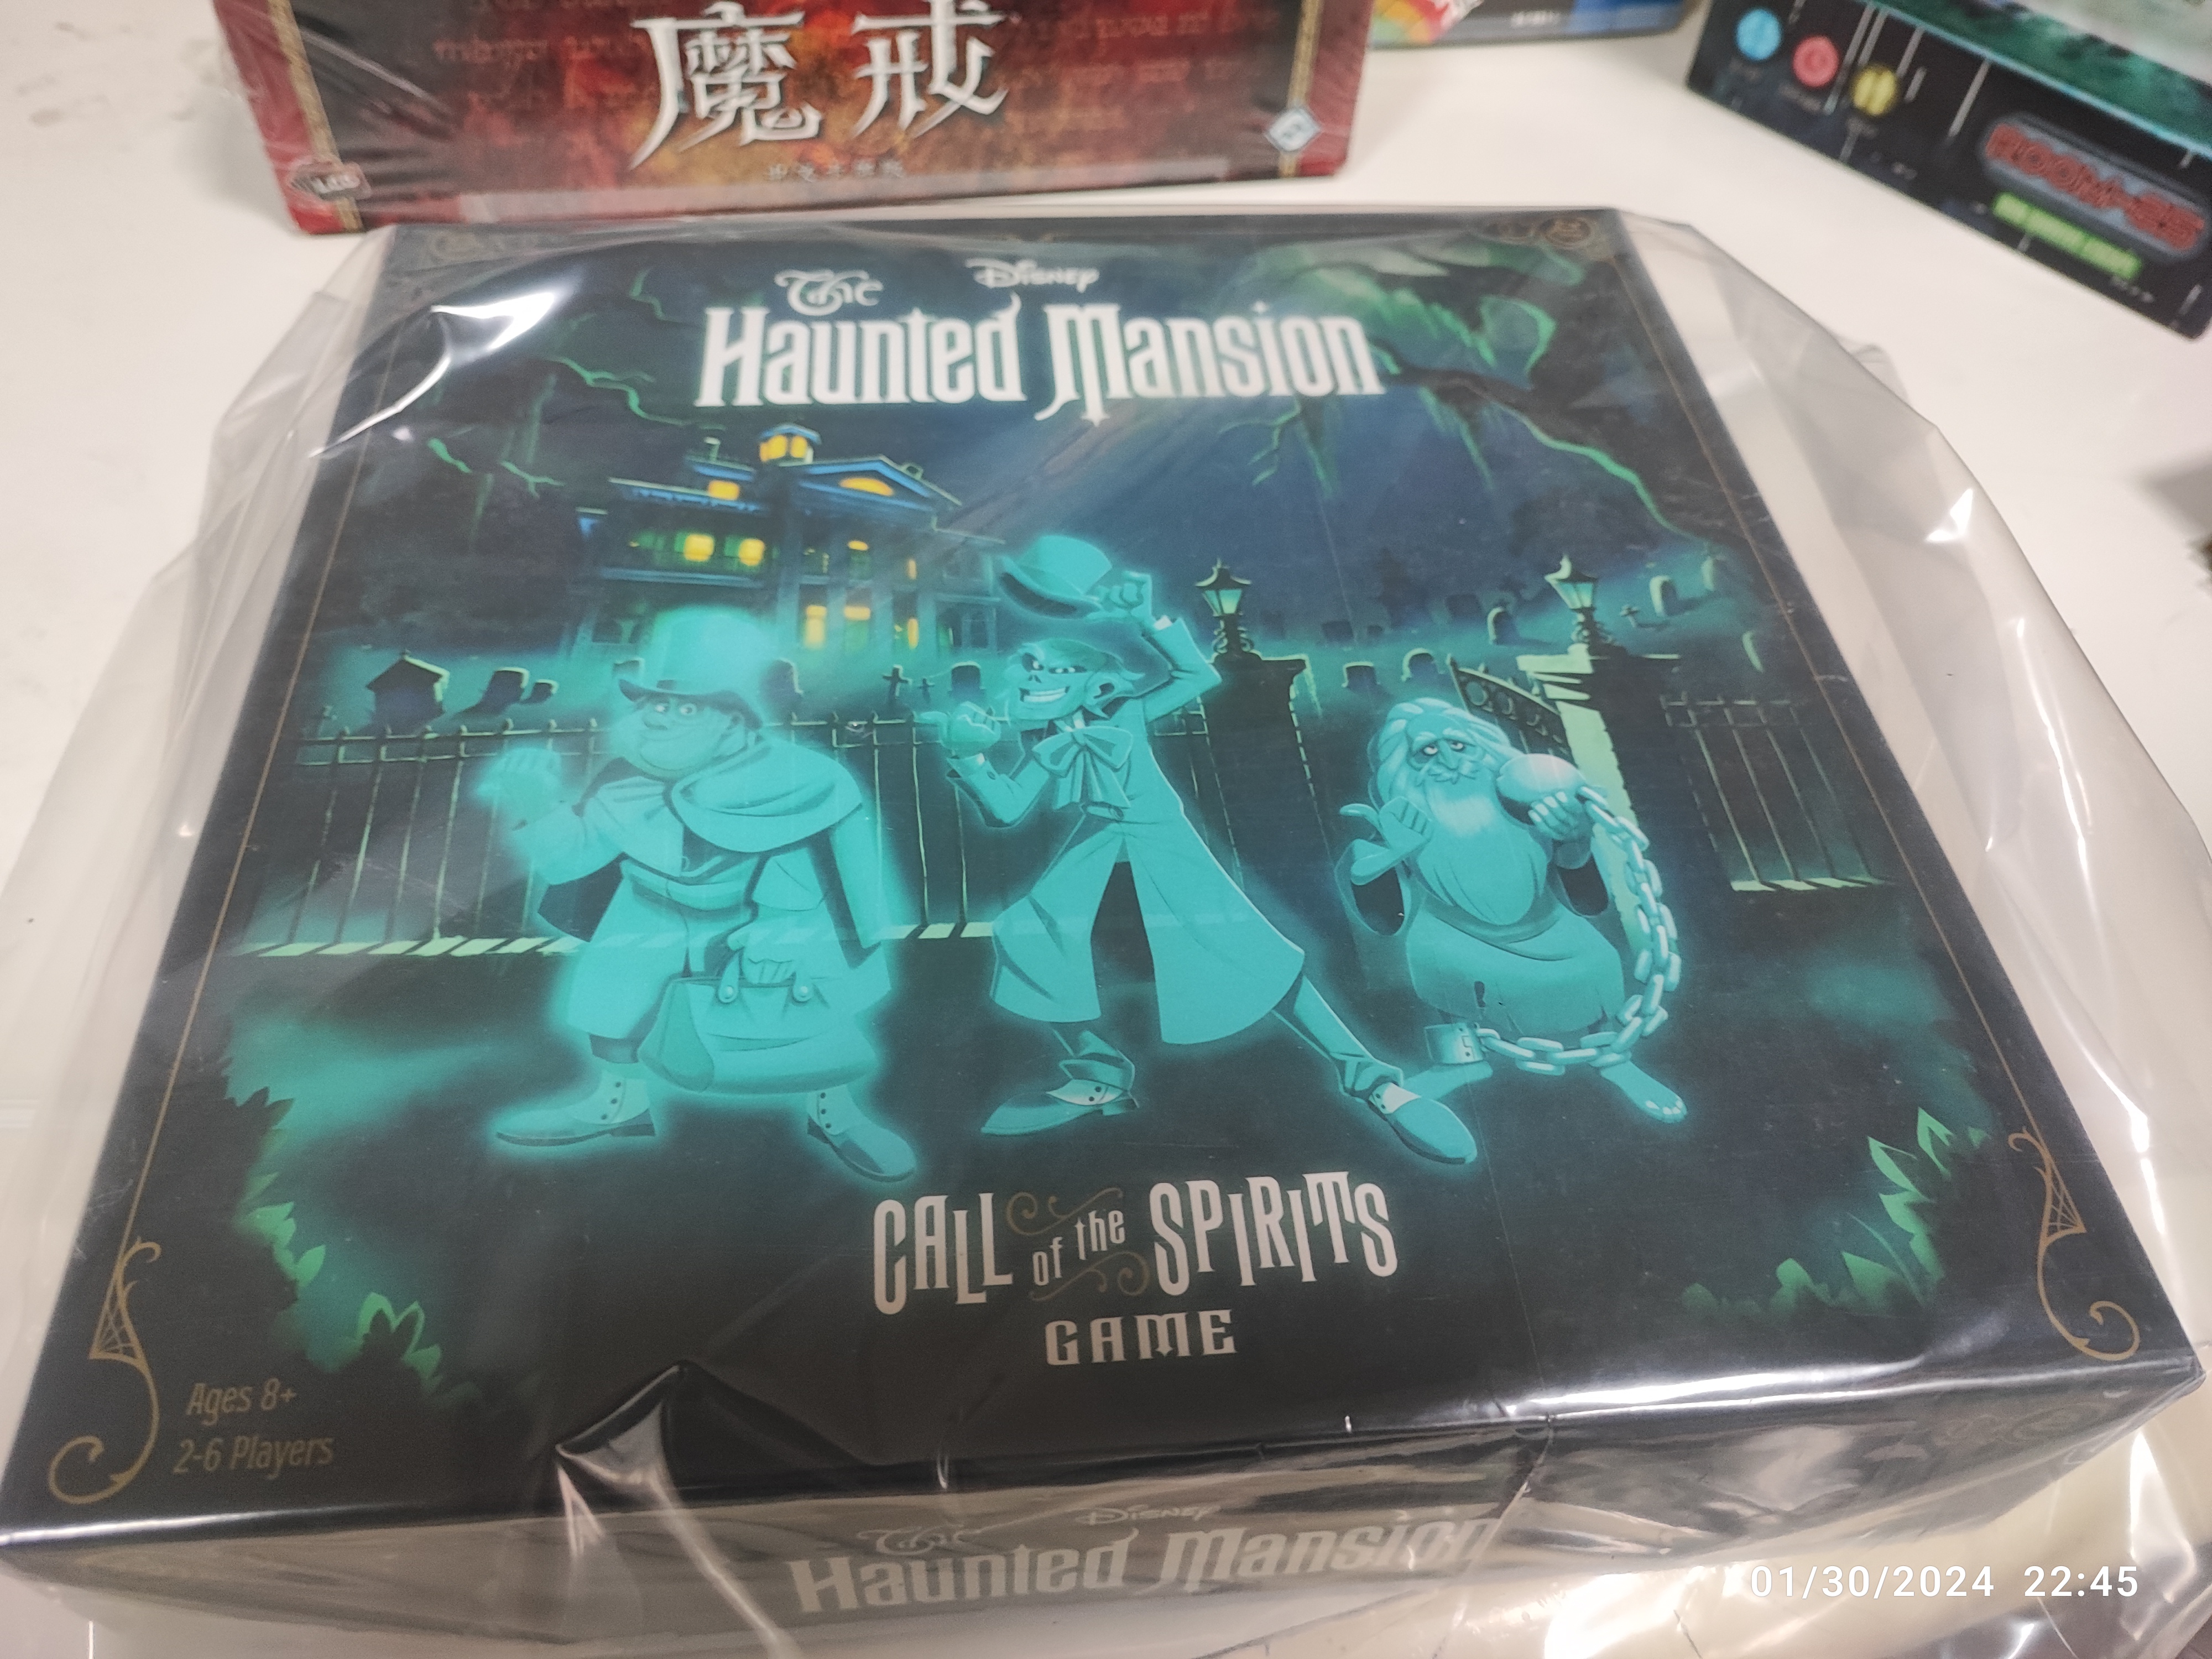 魔戒
Disney
The
Haunted Mansion
CALL of the SPIRITS
GAME
Ages 8+
2-6 Players
Disney
The
Haunted Mansion
01/30/2024 22:45